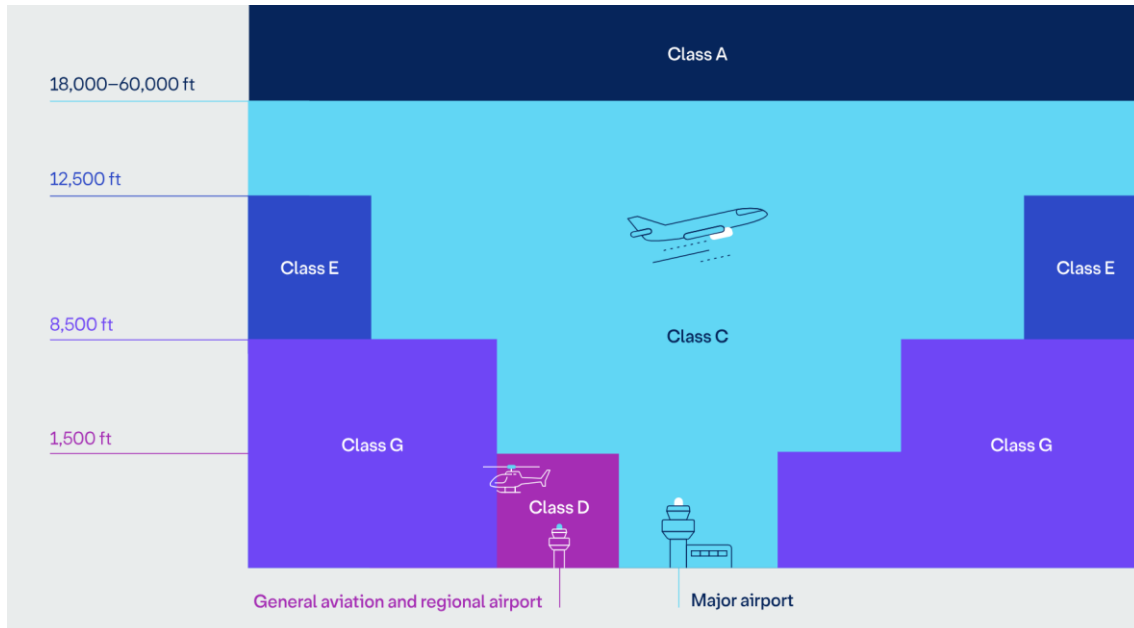 Class A
18,000–60,000 ft
12,500 ft
Class E
Class E
8,500 ft
Class C
1,500 ft
Class G
Class G
Class D
General aviation and regional airport
Major airport